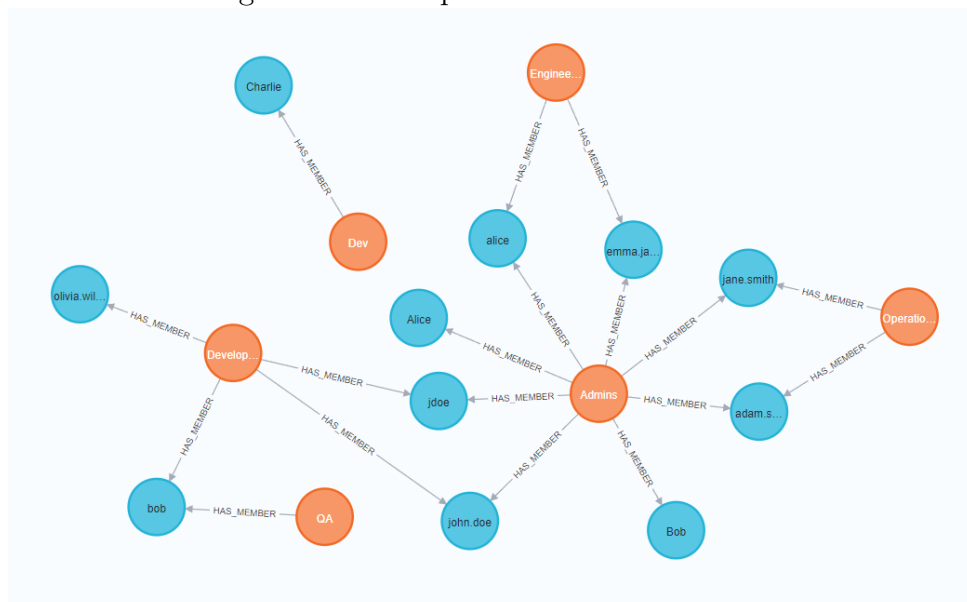 Charlie
Enginee...
HAS_MEMBER
HAS_MEMBER
HAS_MEMBER
Dev
alice
emma.ja...
jane.smith
olivia.wil...
HAS_MEMBER
HAS_MEMBER
Alice
HAS_MEMBER
HAS_MEMBER
HAS_MEMBER
Operatio...
Develop...
HAS_MEMBER
HAS_MEMBER
HAS_MEMBER
HAS_MEMBER
jdoe
HAS_MEMBER
Admins
HAS_MEMBER
adam.s...
HAS_MEMBER
HAS_MEMBER
HAS_MEMBER
HAS_MEMBER
bob
HAS_MEMBER
QA
john.doe
Bob